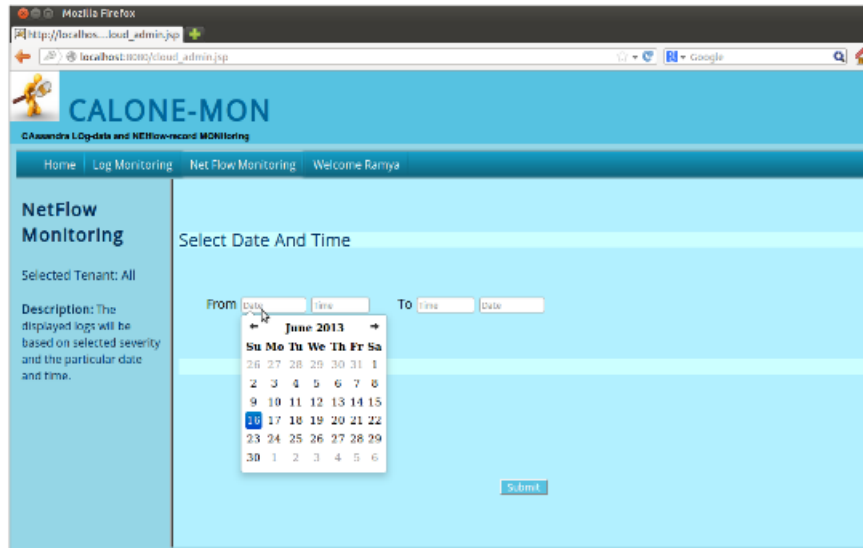 Mozilla Firefox
http://localhos...loud_admin.jsp
localhost:8080/cloud_admin.jsp
Google
CALONE-MON
CAssandra LOg-data and NEtflow-record MONitoring
Home Log Monitoring Net Flow Monitoring Welcome Ramya
NetFlow
Monitoring
Selected Tenant: All
Description: The
displayed logs will be
based on selected severity
and the particular date
and time.
Select Date And Time
From Date Time To Time Date
June 2013
Su Mo Tu We Th Fr Sa
26 27 28 29 30 31 1
2 3 4 5 6 7 8
9 10 11 12 13 14 15
16 17 18 19 20 21 22
23 24 25 26 27 28 29
30 1 2 3 4 5 6
Submit